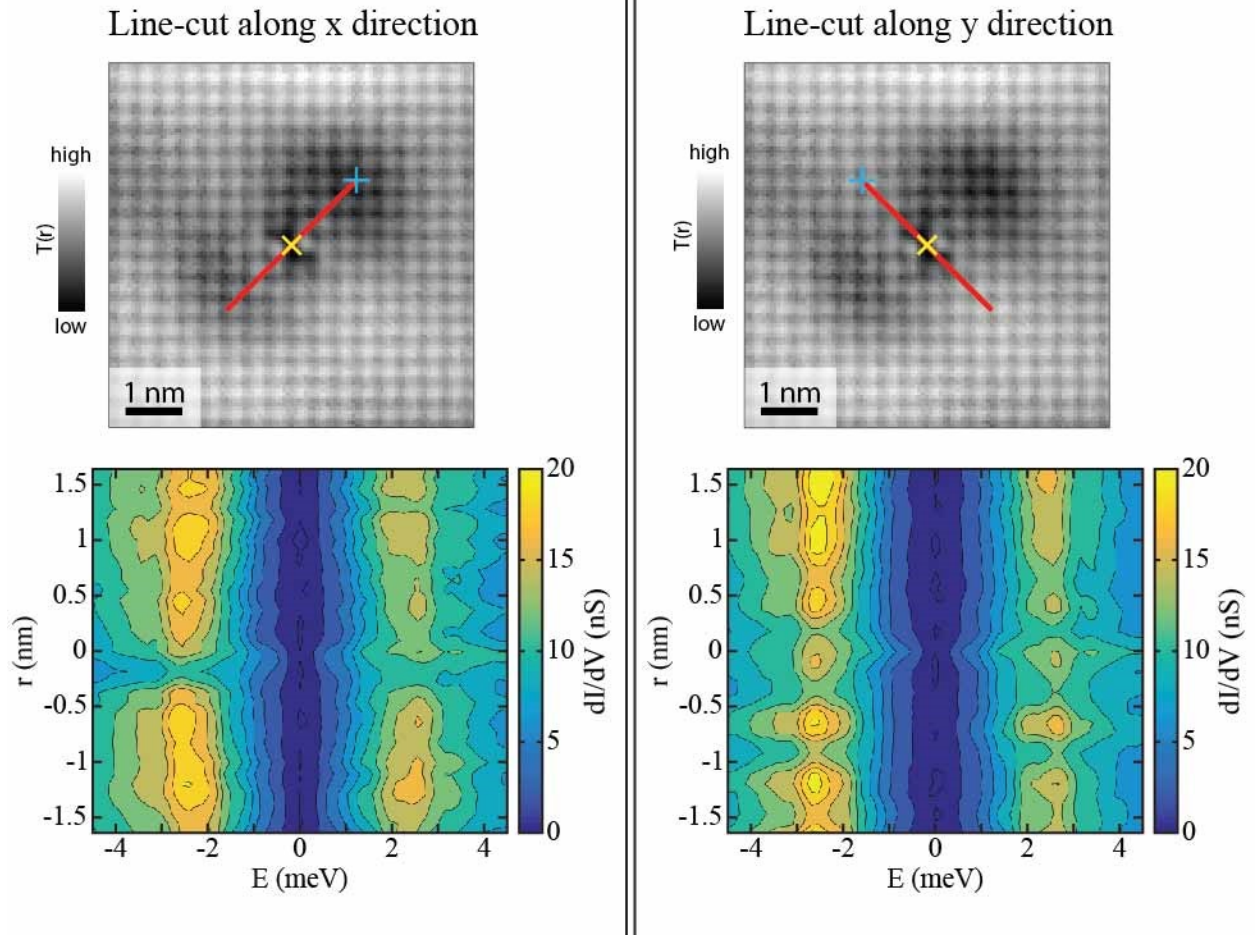 Line-cut along x direction
high
T(r)
low
1 nm
1.5
1
0.5
0
-0.5
-1
-1.5
r (nm)
-4 -2 0 2 4
E (meV)
20
15
10
5
0
dI/dV (nS)
Line-cut along y direction
high
T(r)
low
1 nm
1.5
1
0.5
0
-0.5
-1
-1.5
r (nm)
-4 -2 0 2 4
E (meV)
20
15
10
5
0
dI/dV (nS)